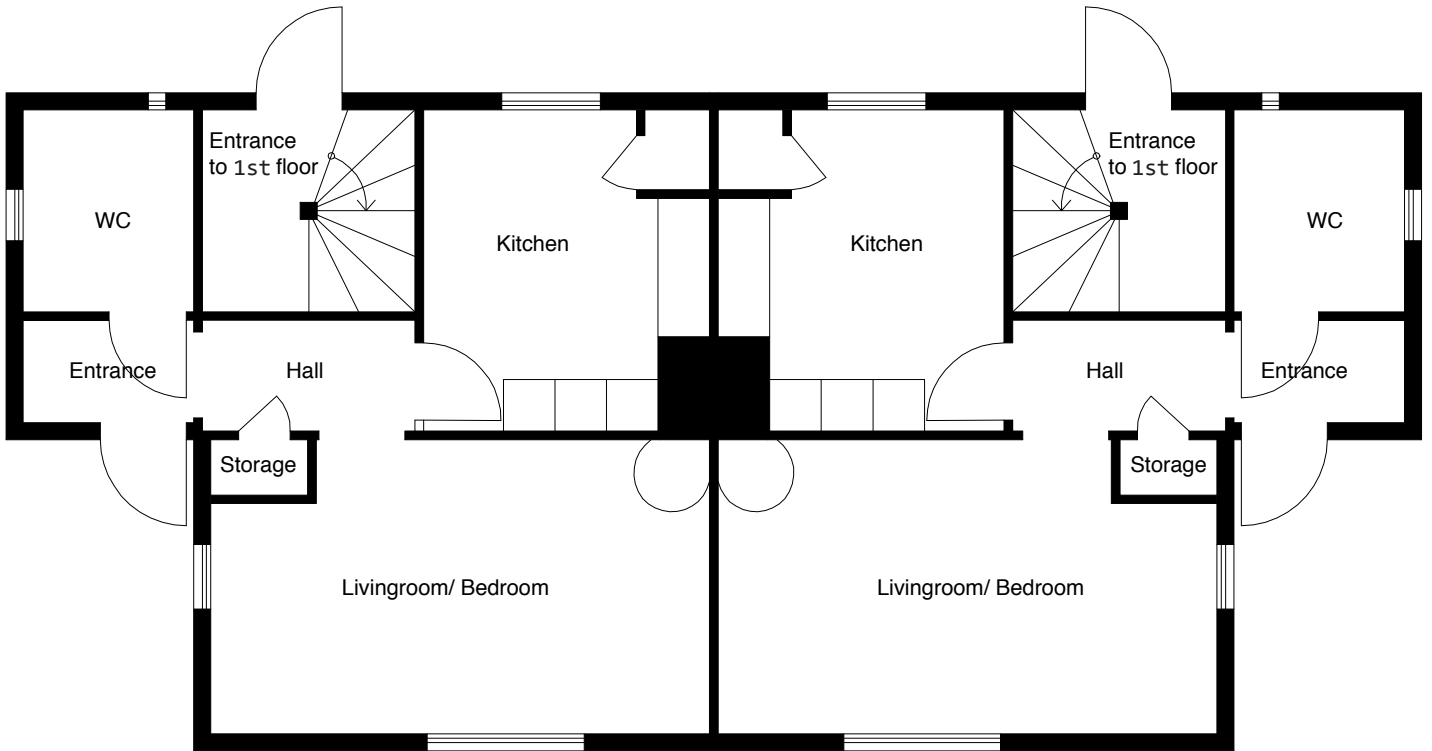 Entrance
to 1st floor
Entrance
to 1st floor
WC
Kitchen
Kitchen
WC
Entrance
Hall
Hall
Entrance
Storage
Storage
Livingroom/ Bedroom
Livingroom/ Bedroom